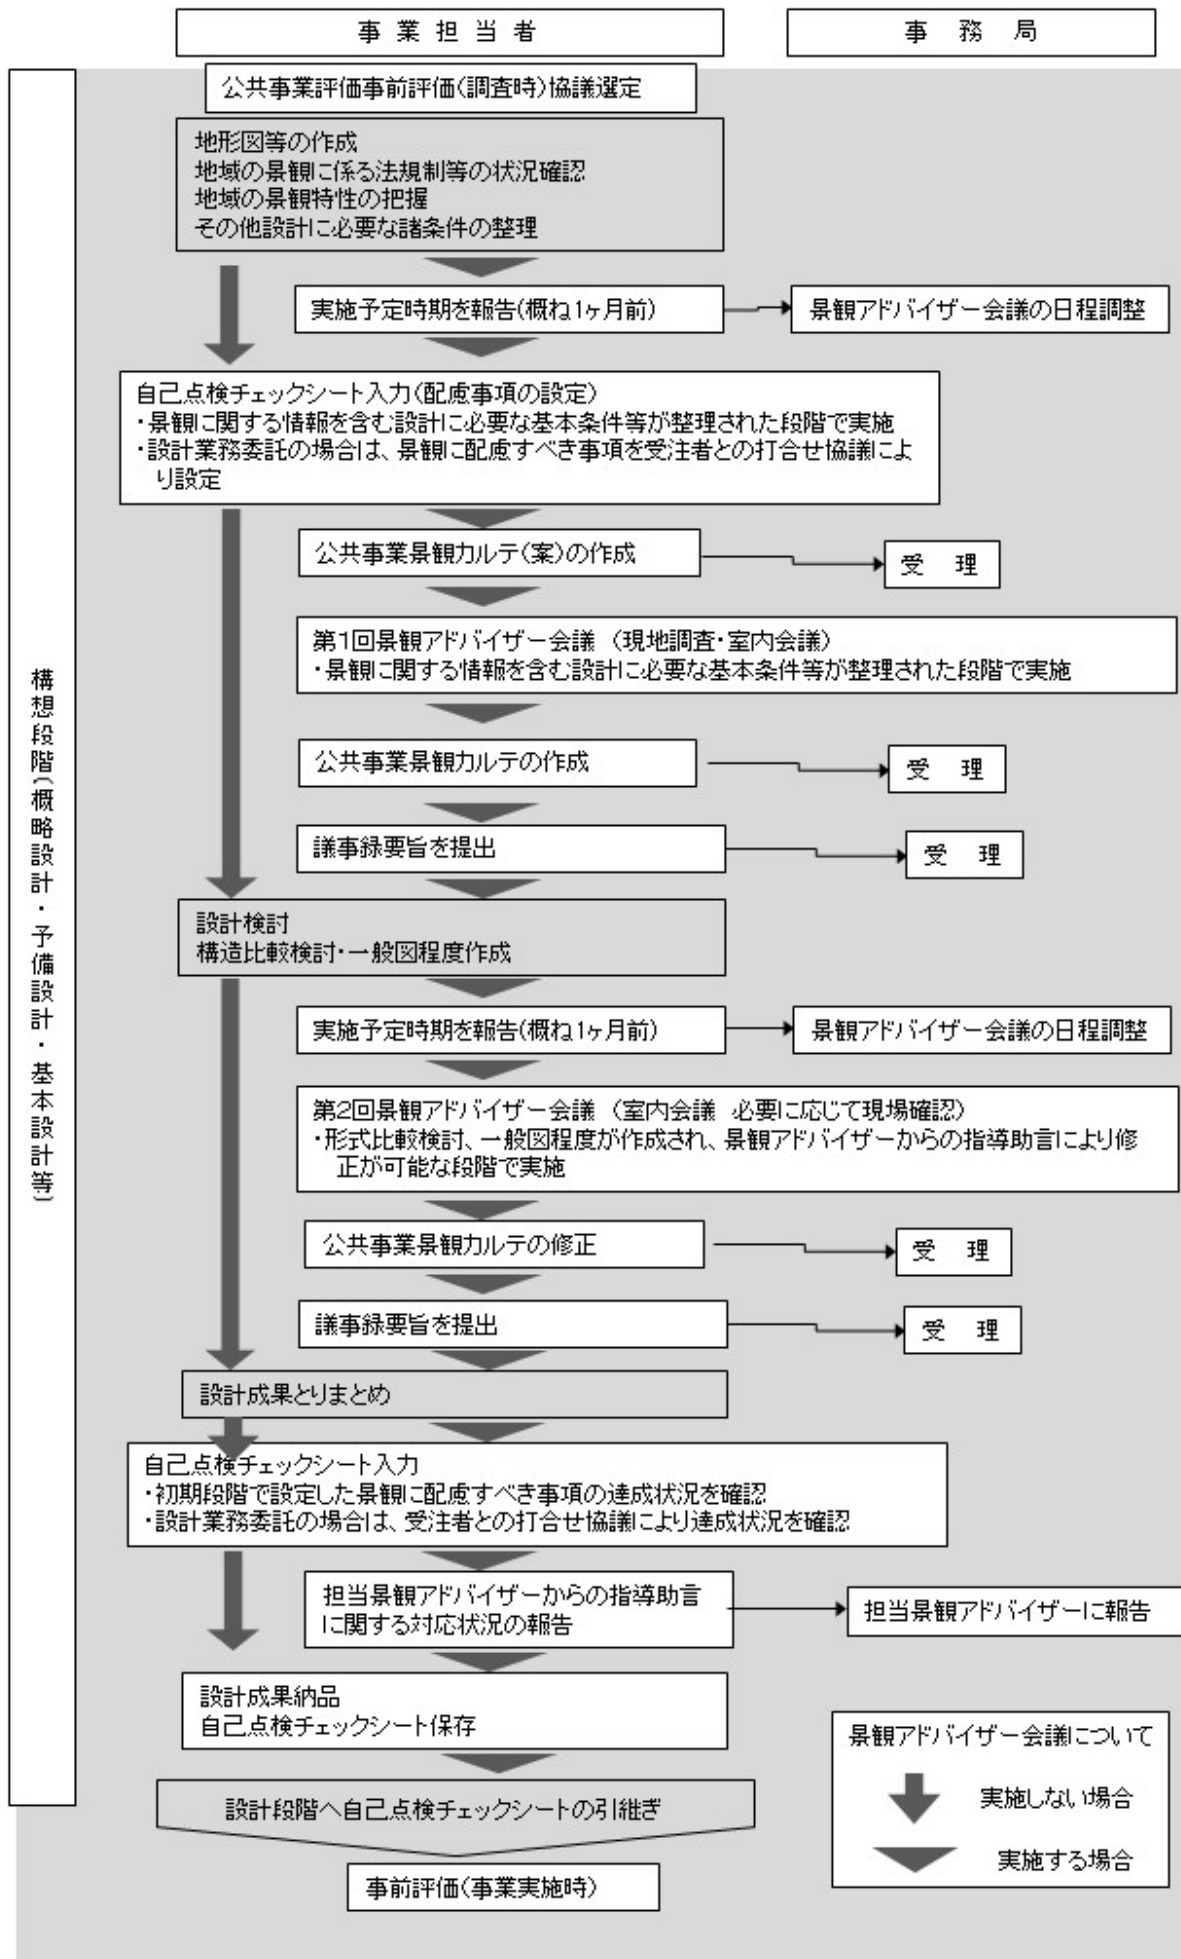 事業担当者
事務局
公共事業評価事前評価(調査時)協議選定
地形図等の作成
地域の景観に係る法規制等の状況確認
地域の景観特性の把握
その他設計に必要な諸条件の整理
実施予定時期を報告(概ね1ヶ月前)
景観アドバイザー会議の日程調整
自己点検チェックシート入力(配慮事項の設定)
・景観に関する情報を含む設計に必要な基本条件等が整理された段階で実施
・設計業務委託の場合は、景観に配慮すべき事項を受注者との打合せ協議によ
り設定
公共事業景観カルテ(案)の作成
受 理
第1回景観アドバイザー会議 (現地調査・室内会議)
・景観に関する情報を含む設計に必要な基本条件等が整理された段階で実施
公共事業景観カルテの作成
受 理
議事録要旨を提出
受 理
構想段階(概略設計・予備設計・基本設計等)
設計検討
構造比較検討・一般図程度作成
実施予定時期を報告(概ね1ヶ月前)
景観アドバイザー会議の日程調整
第2回景観アドバイザー会議 (室内会議 必要に応じて現場確認)
・形式比較検討、一般図程度が作成され、景観アドバイザーからの指導助言により修
正が可能な段階で実施
公共事業景観カルテの修正
受 理
議事録要旨を提出
受 理
設計成果とりまとめ
自己点検チェックシート入力
・初期段階で設定した景観に配慮すべき事項の達成状況を確認
・設計業務委託の場合は、受注者との打合せ協議により達成状況を確認
担当景観アドバイザーからの指導助言
に関する対応状況の報告
担当景観アドバイザーに報告
設計成果納品
自己点検チェックシート保存
景観アドバイザー会議について
実施しない場合
実施する場合
設計段階へ自己点検チェックシートの引継ぎ
事前評価(事業実施時)